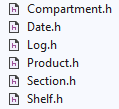 Compartment.h
Date.h
Log.h
Product.h
Section.h
Shelf.h